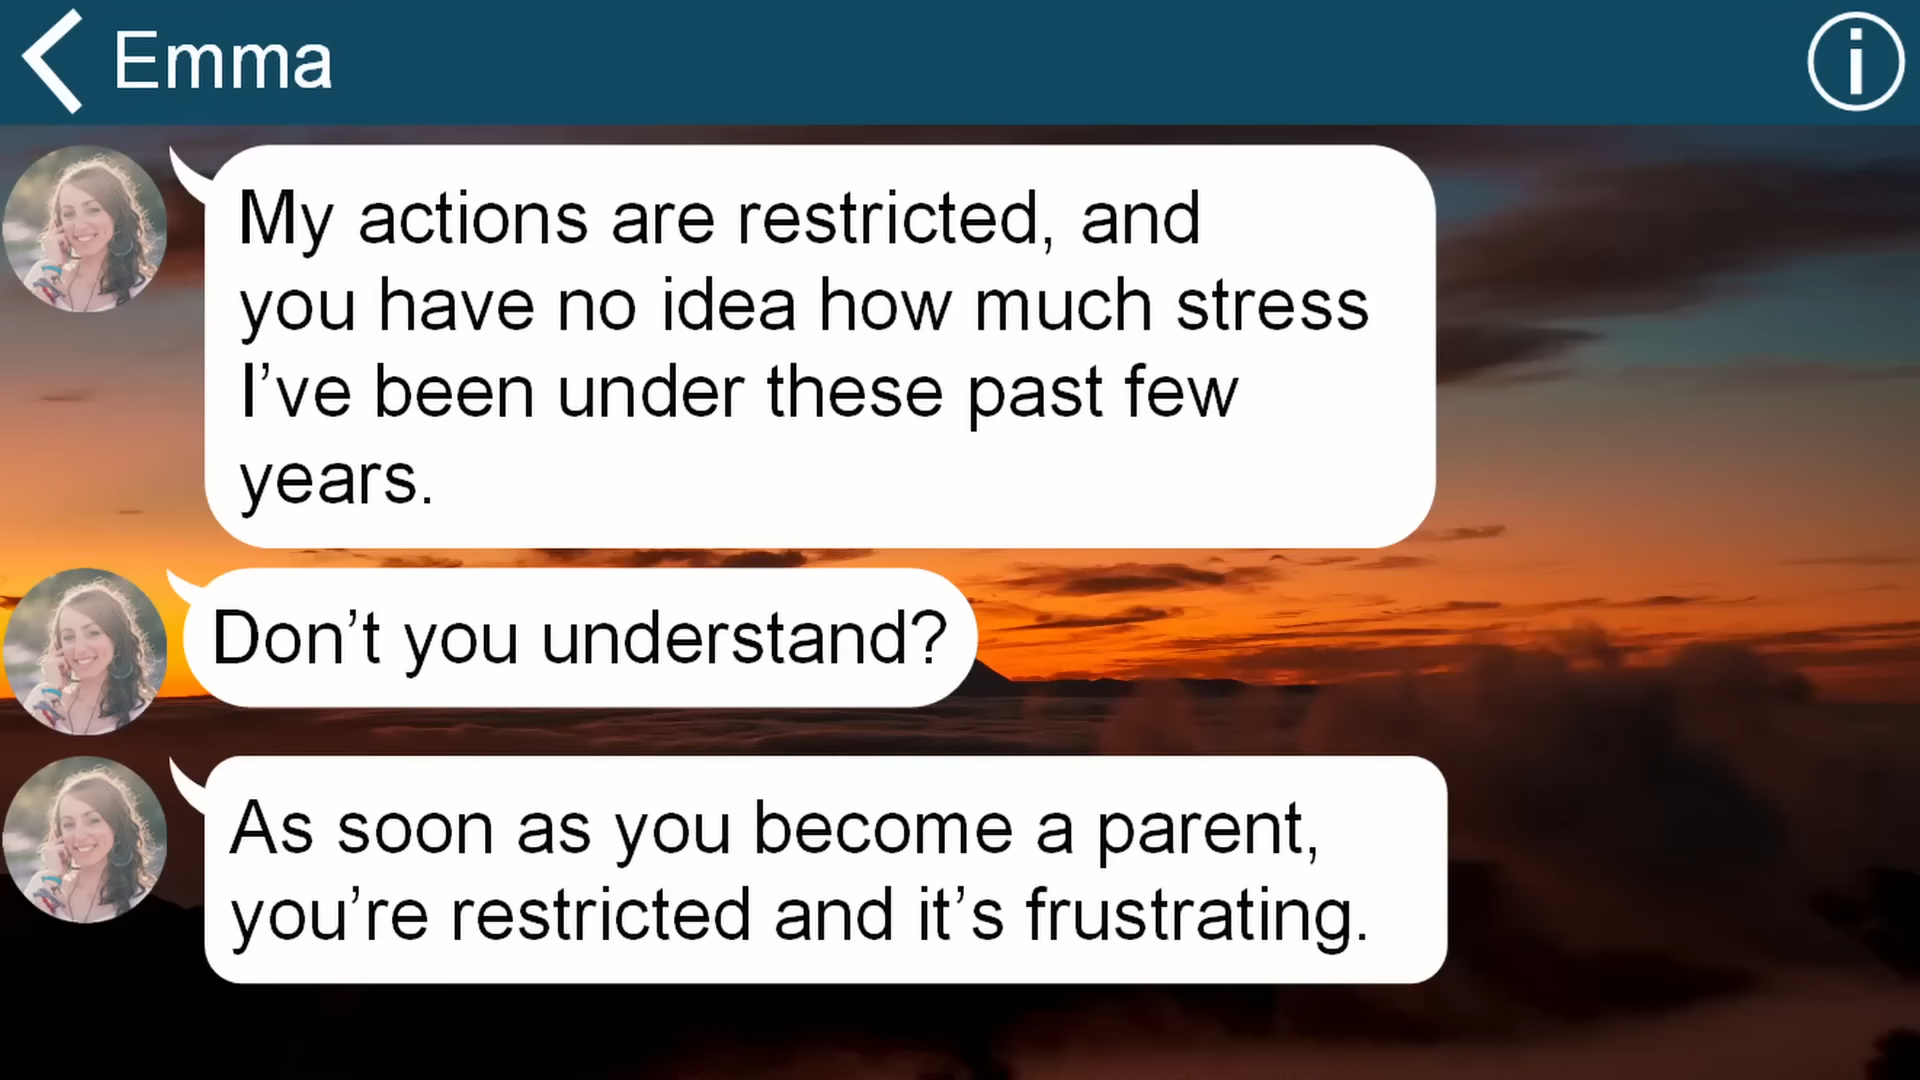 Emma
My actions are restricted, and
you have no idea how much stress
I’ve been under these past few
years.
Don’t you understand?
As soon as you become a parent,
you’re restricted and it’s frustrating.